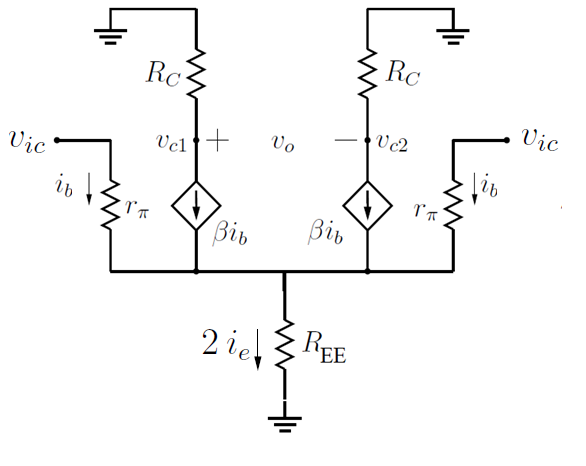 R_C R_C
v_ic v_c1 + v_o − v_c2 v_ic
i_b r_π βi_b βi_b r_π i_b
2 i_e R_EE